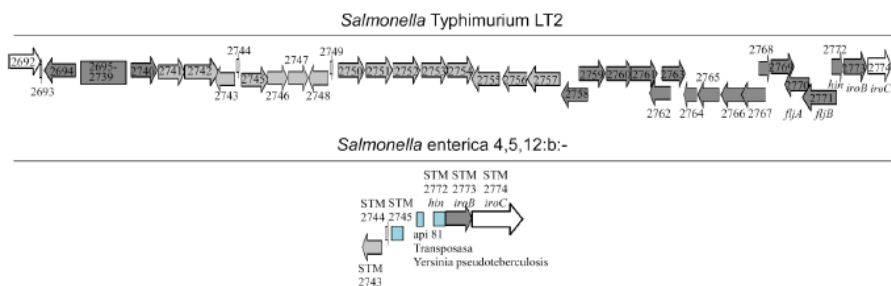 Salmonella Typhimurium LT2
2744 2747 2749 2768 2772
2692 2694 2695- 2739 2740 2741 2742 2745 2750 2751 2752 2753 2754 2755 2756 2757 2759 2760 2761 2763 2765 2769 2773 2774
2693 2743 2746 2748 2758 2762 2764 2766 2767 2770 2771 hin iroB iroC
fljA fljB
Salmonella enterica 4,5,12:b:-
STM STM STM
2772 2773 2774
STM STM hin iroB iroC
2744 2745
api 81
Transposasa
Yersinia pseudoteberculosis
STM
2743